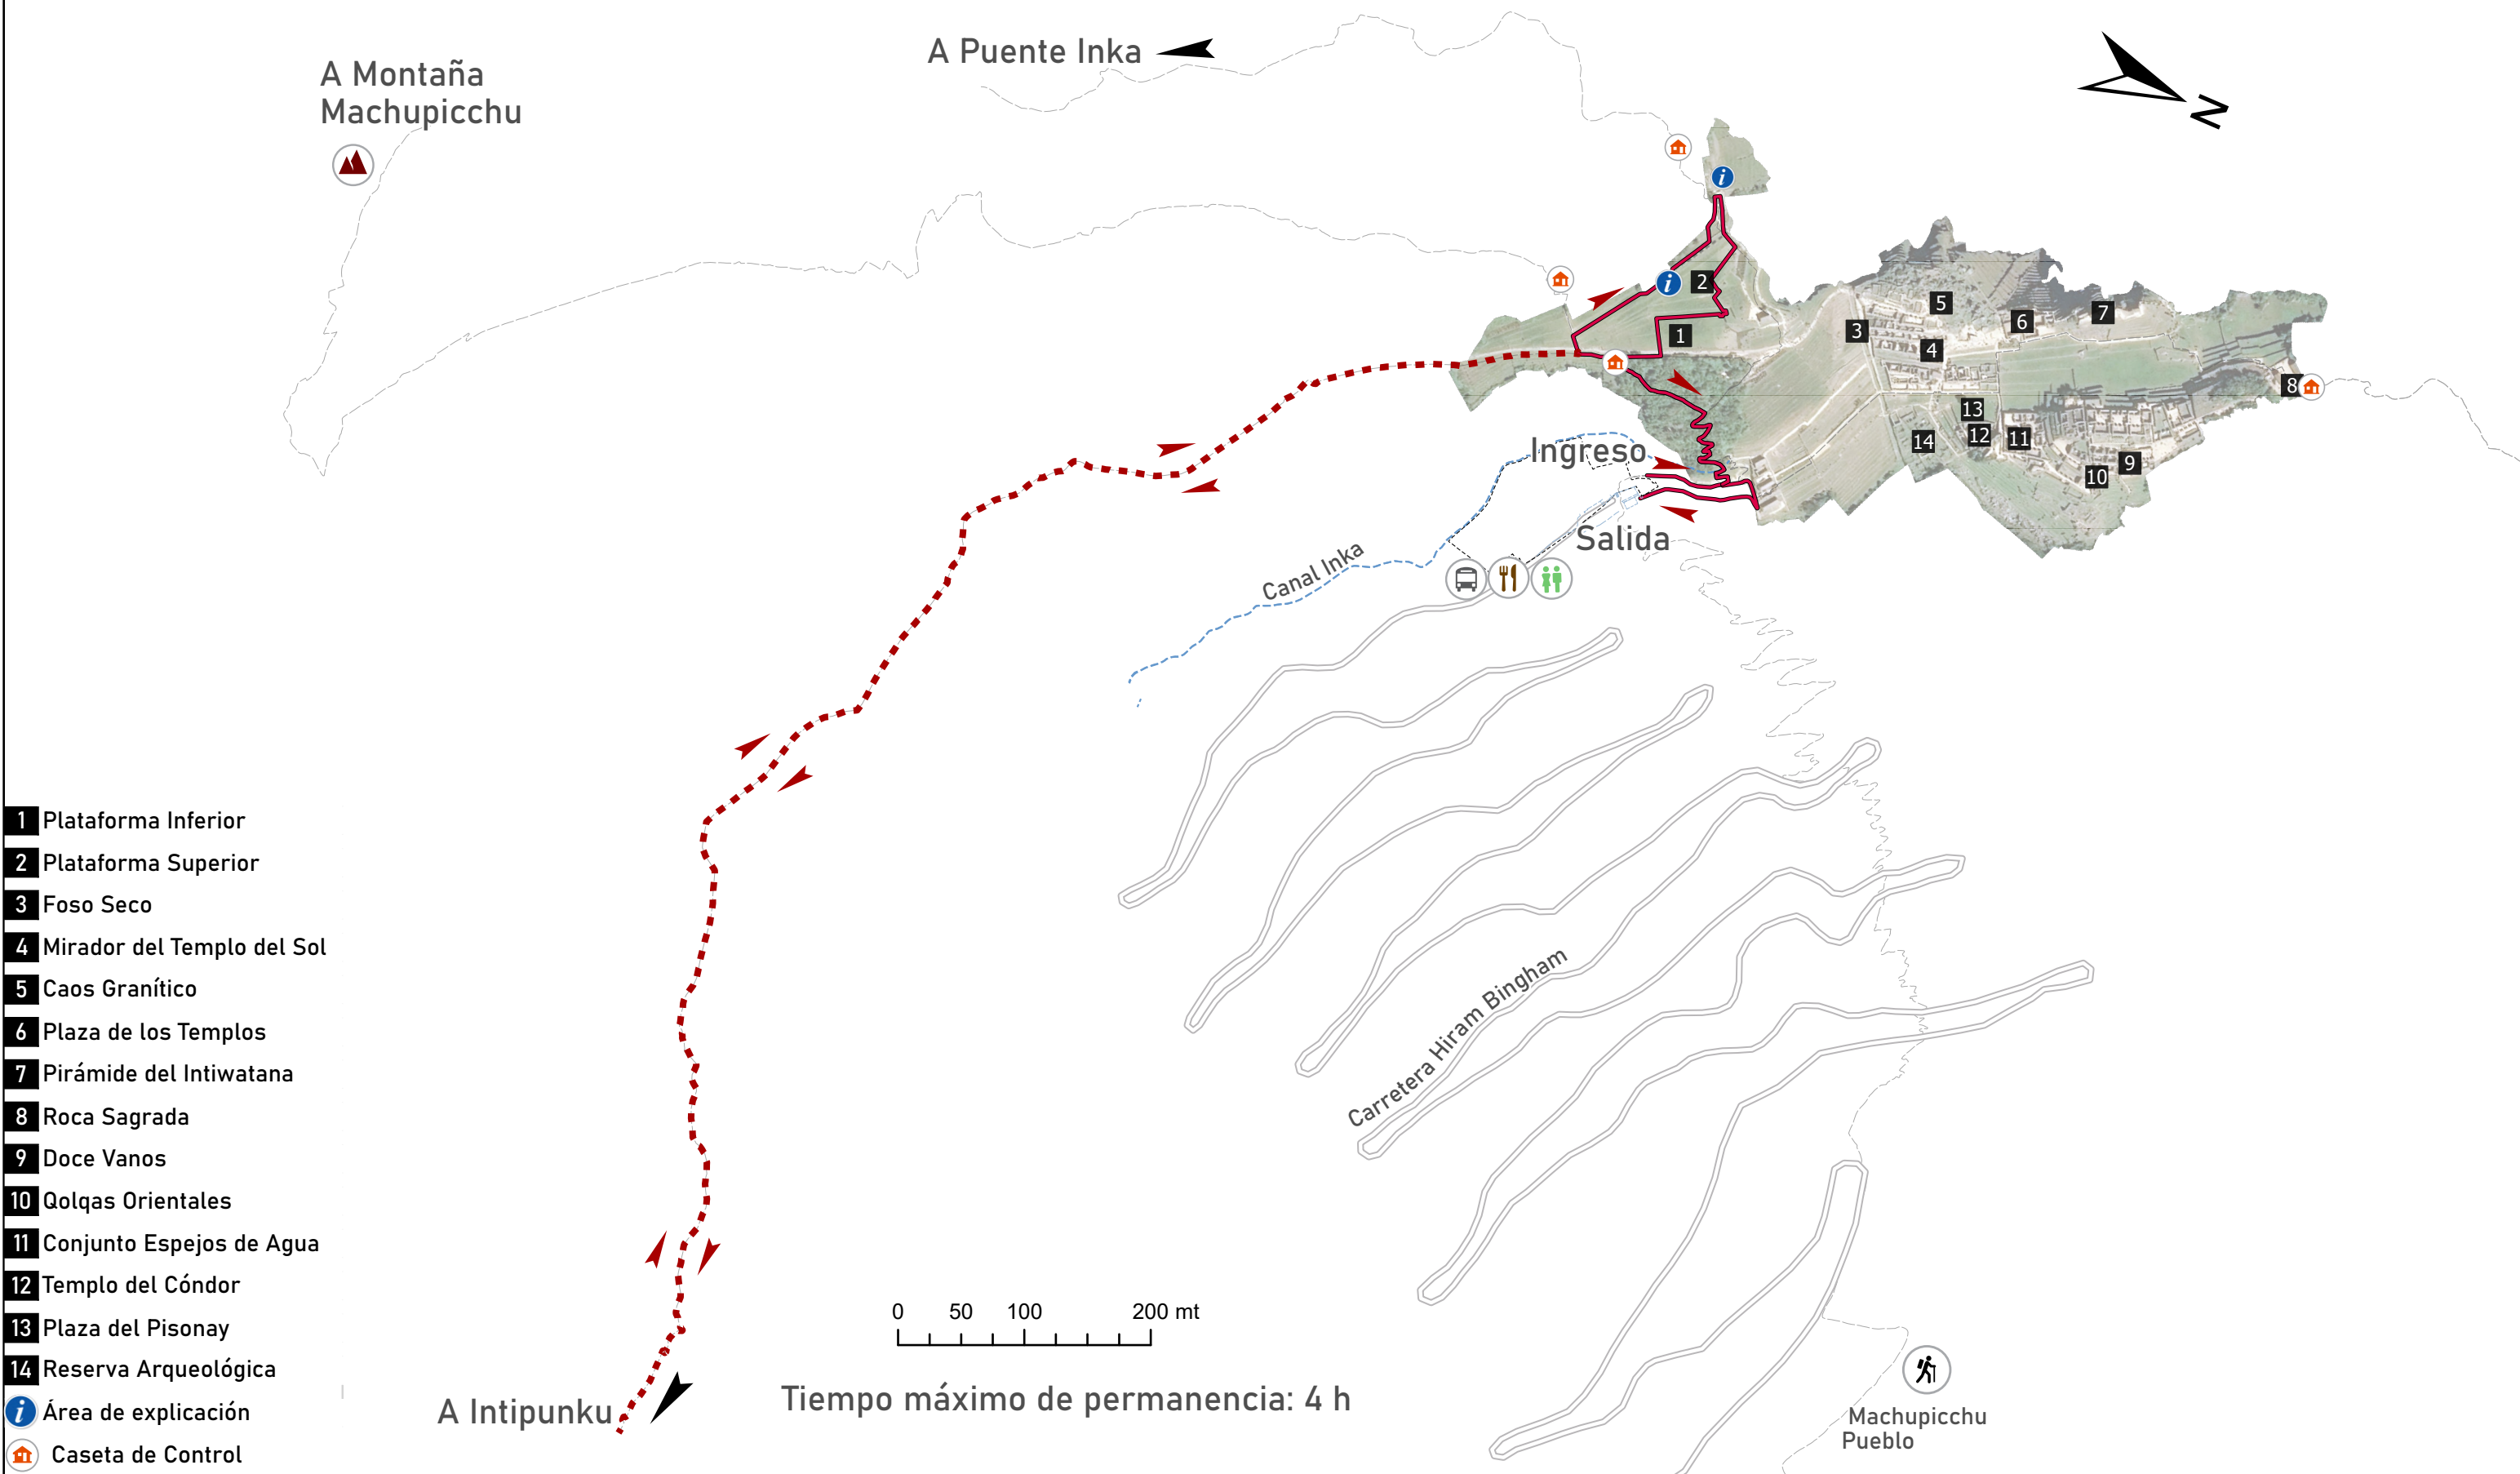 A Montaña
Machupicchu
A Puente Inka
N
2
1
3
5
4
6
7
8
13
12
14
11
10
9
Ingreso
Salida
Canal Inka
Carretera Hiram Bingham
1 Plataforma Inferior
2 Plataforma Superior
3 Foso Seco
4 Mirador del Templo del Sol
5 Caos Granítico
6 Plaza de los Templos
7 Pirámide del Intiwatana
8 Roca Sagrada
9 Doce Vanos
10 Qolqas Orientales
11 Conjunto Espejos de Agua
12 Templo del Cóndor
13 Plaza del Pisonay
14 Reserva Arqueológica
i Área de explicación
Caseta de Control
A Intipunku
0 50 100 200 mt
Tiempo máximo de permanencia: 4 h
Machupicchu
Pueblo